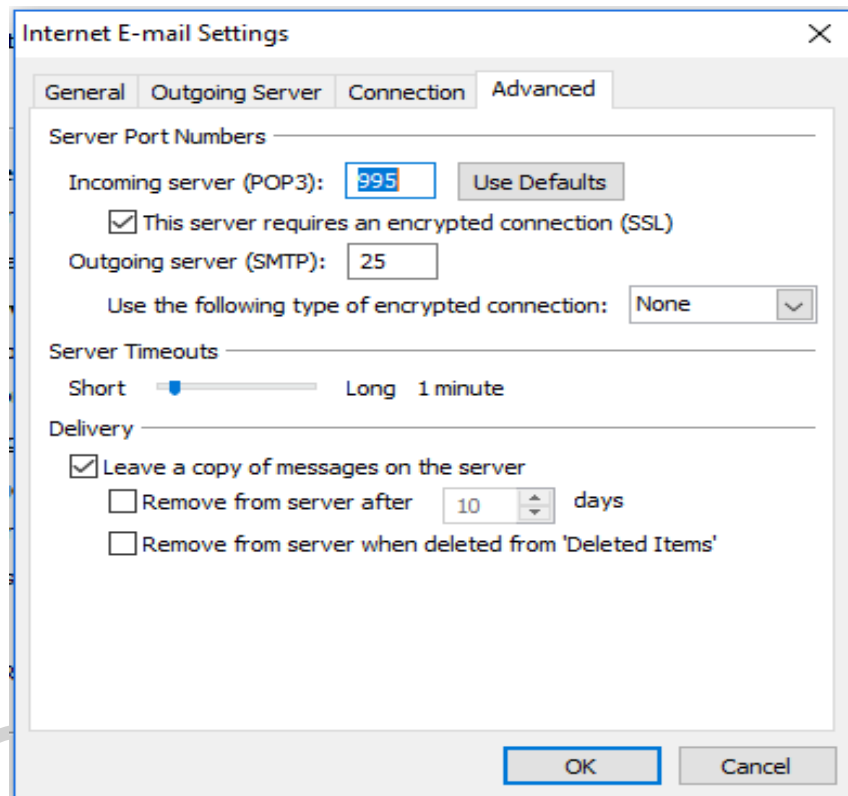 Internet E-mail Settings
General Outgoing Server Connection Advanced
Server Port Numbers
Incoming server (POP3): 995 Use Defaults
This server requires an encrypted connection (SSL)
Outgoing server (SMTP): 25
Use the following type of encrypted connection: None
Server Timeouts
Short Long 1 minute
Delivery
Leave a copy of messages on the server
Remove from server after 10 days
Remove from server when deleted from 'Deleted Items'
OK Cancel